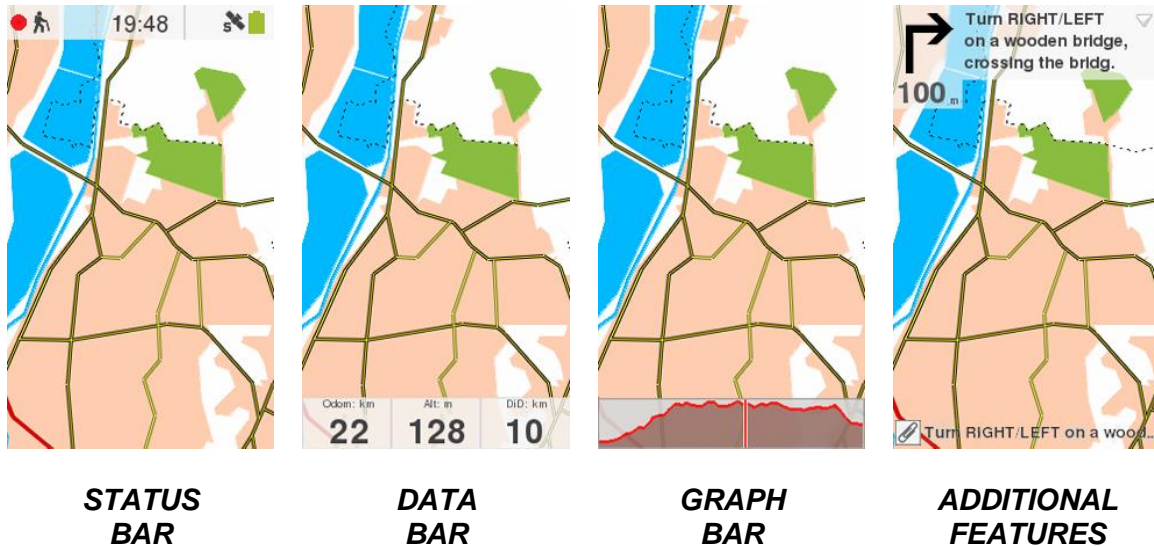 19:48
S
Odom: km
Alt: m
DiD: km
22
128
10
Turn RIGHT/LEFT
on a wooden bridge,
crossing the bridg.
100 m
Turn RIGHT/LEFT on a wood..
STATUS
BAR
DATA
BAR
GRAPH
BAR
ADDITIONAL
FEATURES